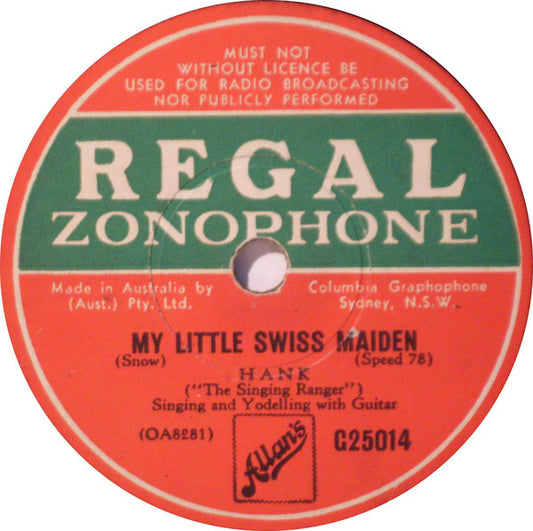 MUST NOT
WITHOUT LICENCE BE
USED FOR RADIO BROADCASTING
NOR PUBLICLY PERFORMED
REGAL
ZONOPHONE
Made in Australia by Columbia Graphophone
(Aust.) Pty. Ltd. Sydney, N.S.W.
MY LITTLE SWISS MAIDEN
(Snow) (Speed 78)
HANK
("The Singing Ranger")
Singing and Yodelling with Guitar
(OA8281) Allan's G25014